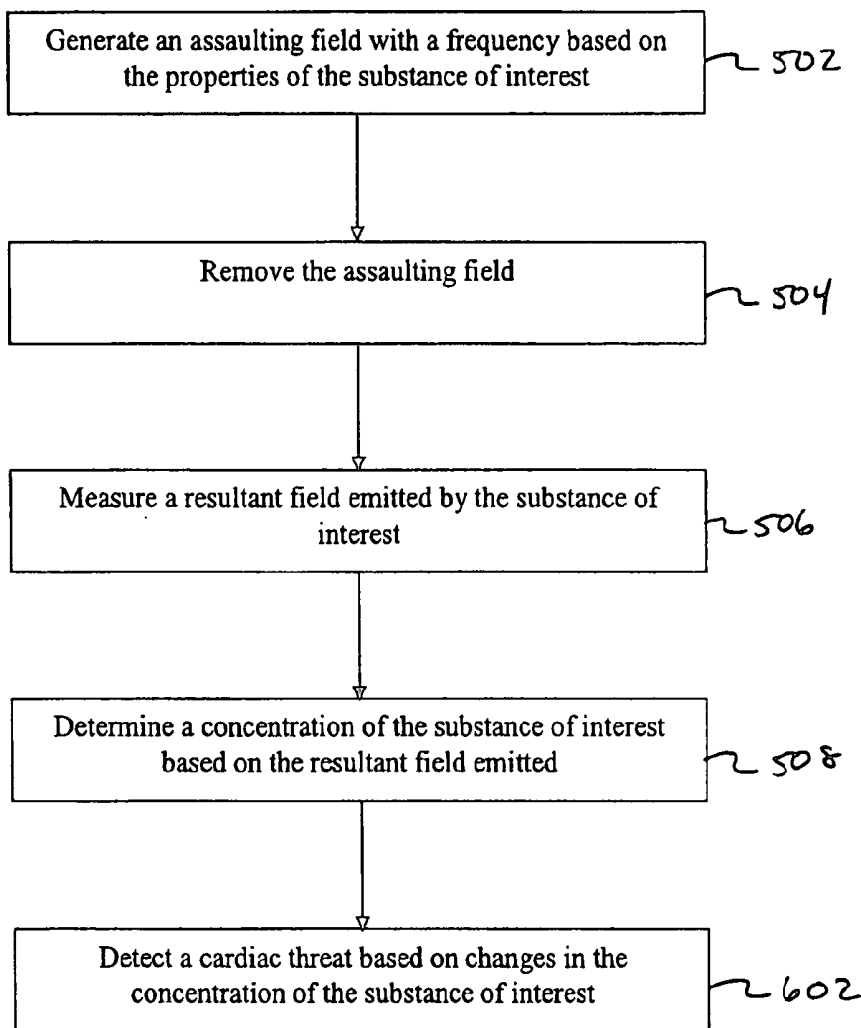 Generate an assaulting field with a frequency based on
the properties of the substance of interest
502
Remove the assaulting field
504
Measure a resultant field emitted by the substance of
interest
506
Determine a concentration of the substance of interest
based on the resultant field emitted
508
Detect a cardiac threat based on changes in the
concentration of the substance of interest
602